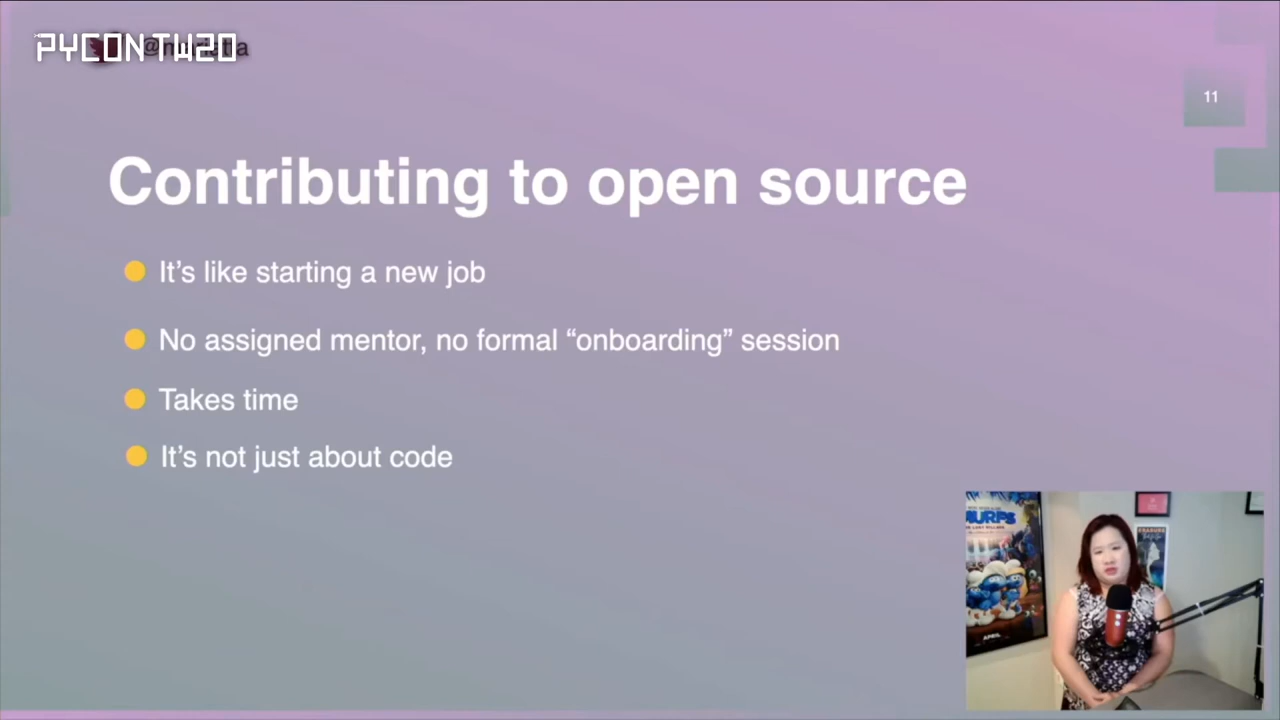 PYCON TW20
11
Contributing to open source
It’s like starting a new job
No assigned mentor, no formal “onboarding” session
Takes time
It’s not just about code
APRIL